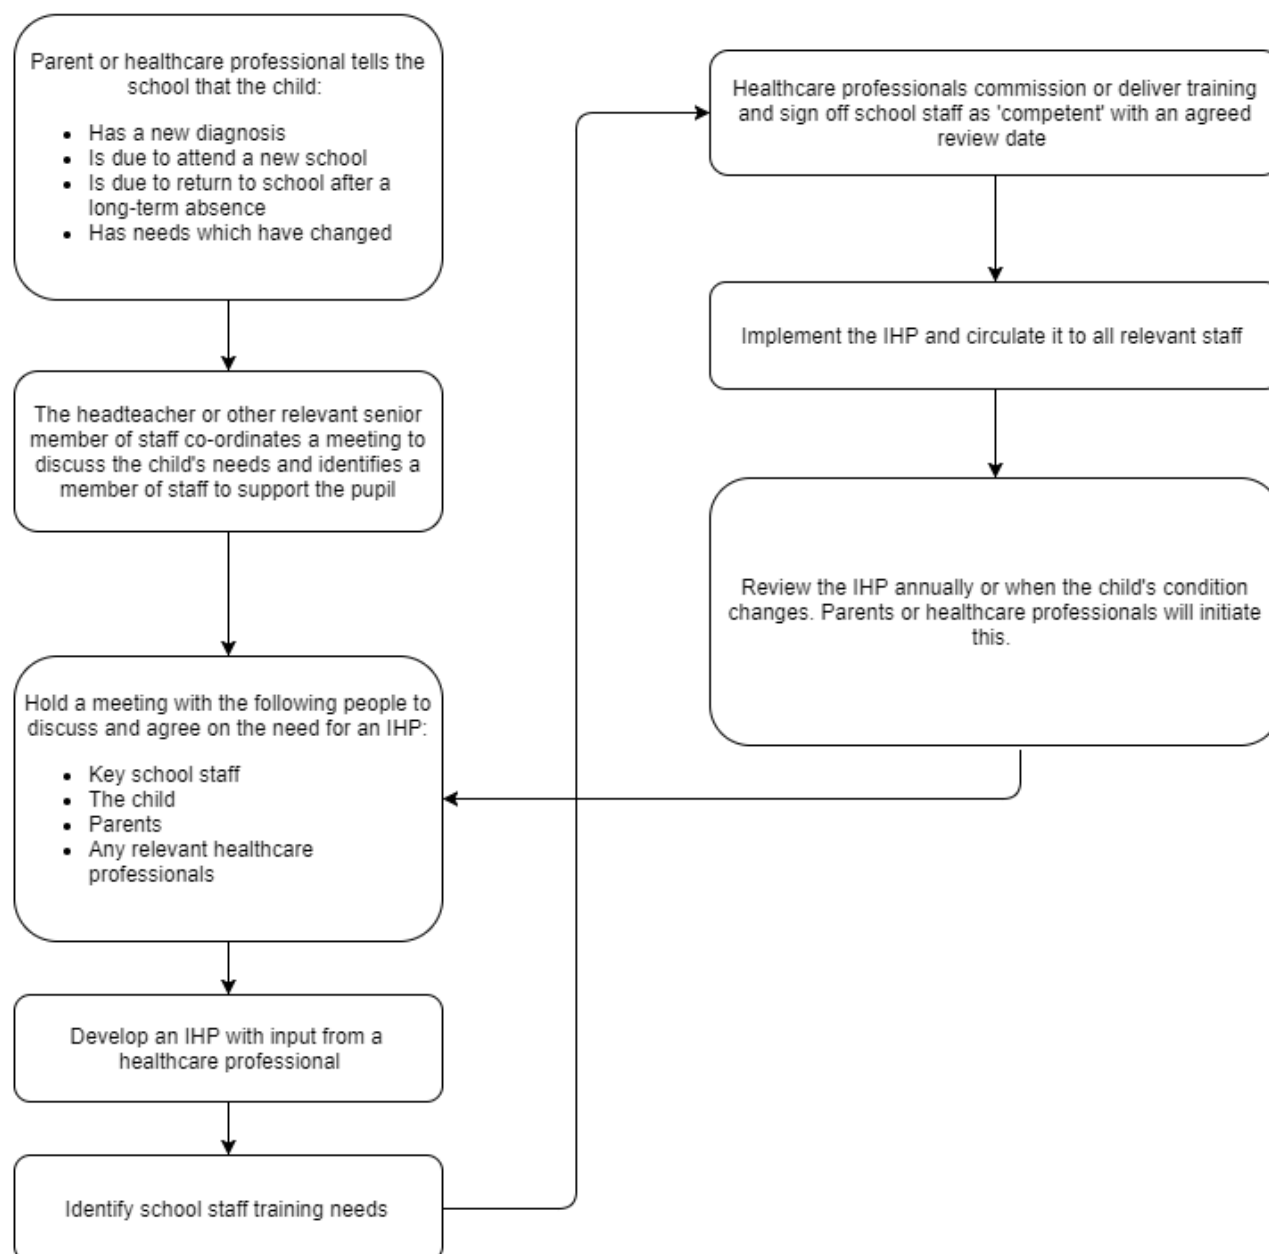 Parent or healthcare professional tells the
school that the child:
• Has a new diagnosis
• Is due to attend a new school
• Is due to return to school after a
long-term absence
• Has needs which have changed
The headteacher or other relevant senior
member of staff co-ordinates a meeting to
discuss the child's needs and identifies a
member of staff to support the pupil
Hold a meeting with the following people to
discuss and agree on the need for an IHP:
• Key school staff
• The child
• Parents
• Any relevant healthcare
professionals
Develop an IHP with input from a
healthcare professional
Identify school staff training needs
Healthcare professionals commission or deliver training
and sign off school staff as 'competent' with an agreed
review date
Implement the IHP and circulate it to all relevant staff
Review the IHP annually or when the child's condition
changes. Parents or healthcare professionals will initiate
this.